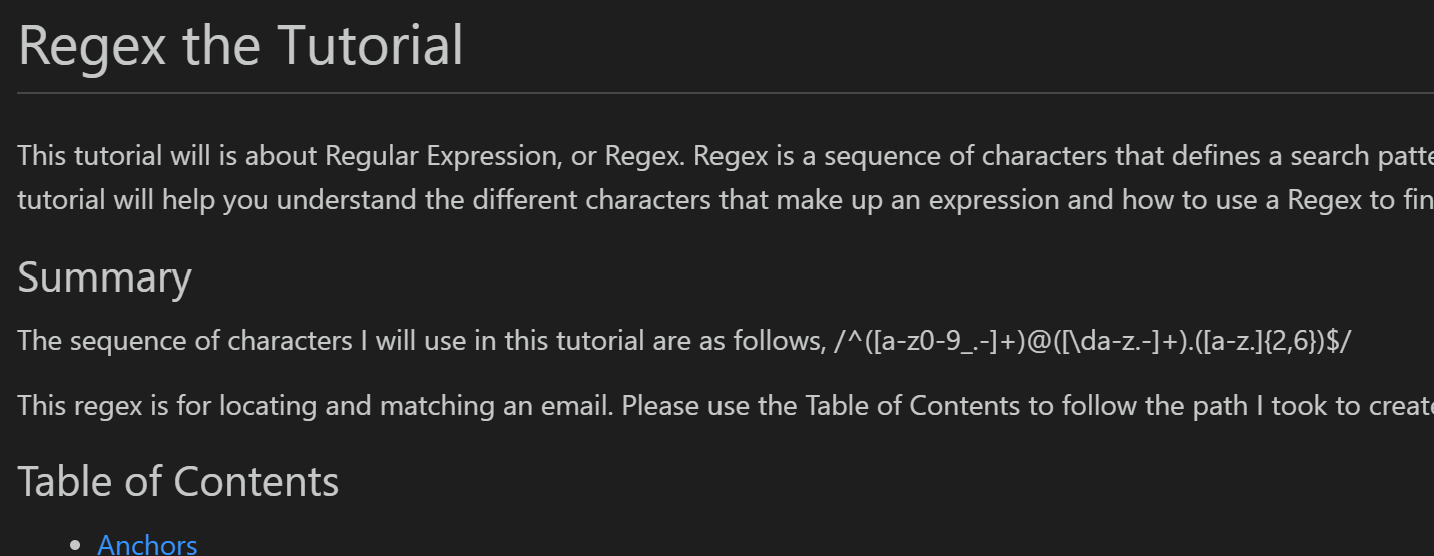 Regex the Tutorial
This tutorial will is about Regular Expression, or Regex. Regex is a sequence of characters that defines a search patte
tutorial will help you understand the different characters that make up an expression and how to use a Regex to fin
Summary
The sequence of characters I will use in this tutorial are as follows, /^([a-z0-9_.-]+)@([\da-z.-]+).([a-z.]{2,6})$/
This regex is for locating and matching an email. Please use the Table of Contents to follow the path I took to create
Table of Contents
• Anchors